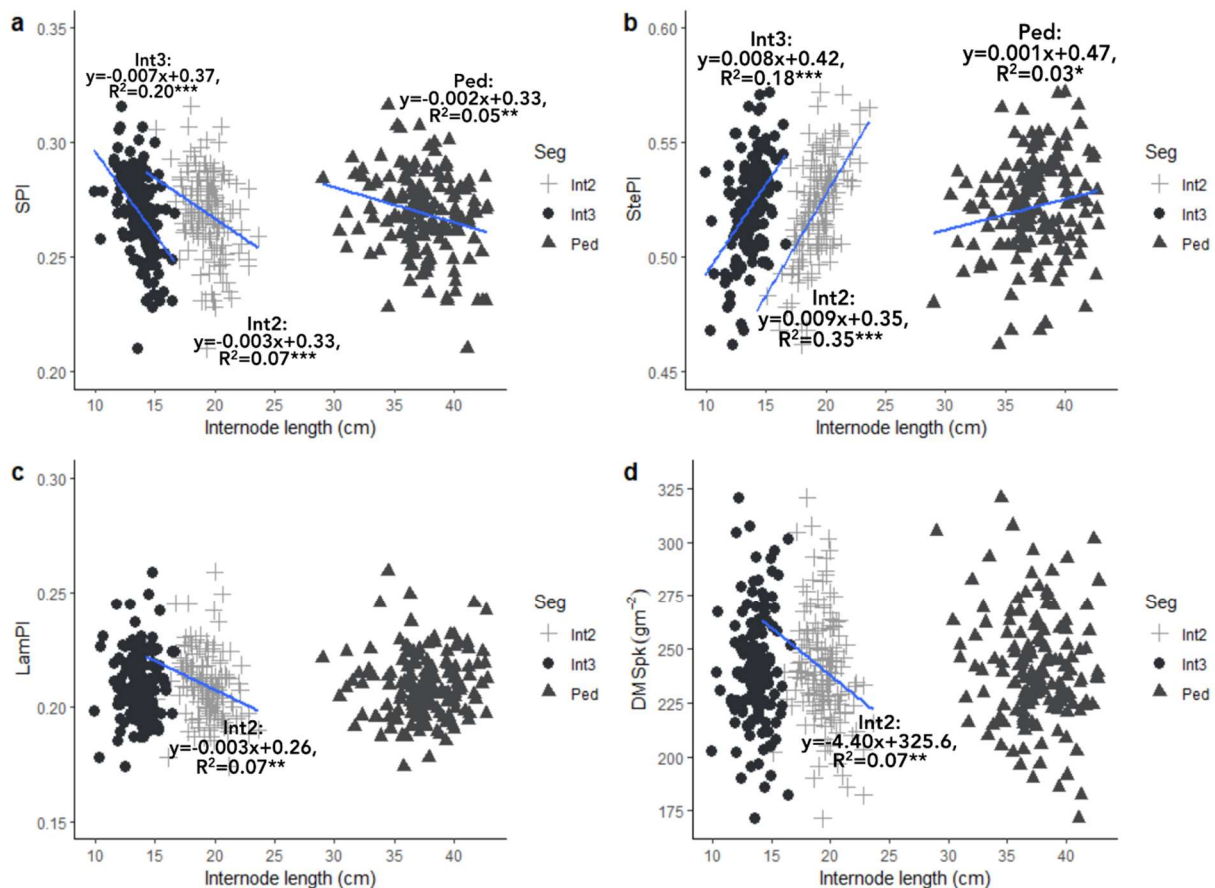 a
0.35
0.30
0.25
0.20
SPI
Int3:
y=-0.007x+0.37,
R²=0.20***
Ped:
y=-0.002x+0.33,
R²=0.05**
Int2:
y=-0.003x+0.33,
R²=0.07***
10 15 20 25 30 35 40
Internode length (cm)
Seg
Int2
Int3
Ped
b
0.60
0.55
0.50
0.45
StePI
Int3:
y=0.008x+0.42,
R²=0.18***
Ped:
y=0.001x+0.47,
R²=0.03*
Int2:
y=0.009x+0.35,
R²=0.35***
10 15 20 25 30 35 40
Internode length (cm)
Seg
Int2
Int3
Ped
c
0.30
0.25
0.20
0.15
LamPI
Int2:
y=-0.003x+0.26,
R²=0.07**
10 15 20 25 30 35 40
Internode length (cm)
Seg
Int2
Int3
Ped
d
325
300
275
250
225
200
175
DMSpk (gm⁻²)
Int2:
y=-4.40x+325.6,
R²=0.07**
10 15 20 25 30 35 40
Internode length (cm)
Seg
Int2
Int3
Ped